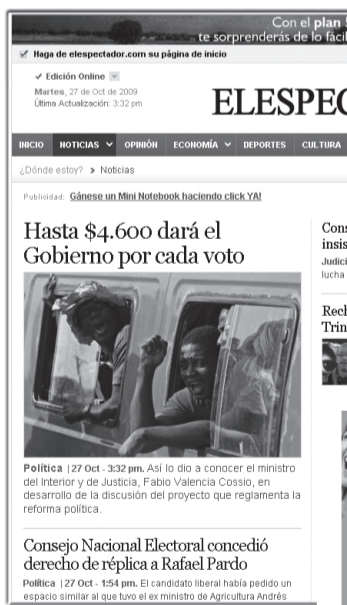 Con el plan
te sorprenderás de lo fácil
Haga de elespectador.com su página de inicio
Edición Online
Martes, 27 de Oct de 2009
Última Actualización: 3:32 pm
ELESPEC
INICIO NOTICIAS OPINIÓN ECONOMÍA DEPORTES CULTURA
¿Dónde estoy? > Noticias
Publicidad: Gánese un Mini Notebook haciendo click YA!
Hasta $4.600 dará el
Gobierno por cada voto
Política | 27 Oct - 3:32 pm. Así lo dio a conocer el ministro
del Interior y de Justicia, Fabio Valencia Cossio, en
desarrollo de la discusión del proyecto que reglamenta la
reforma política.
Consejo Nacional Electoral concedió
derecho de réplica a Rafael Pardo
Política | 27 Oct - 1:54 pm. El candidato liberal había pedido un
espacio similar al que tuvo el ex ministro de Agricultura Andrés
Cons
insis
Judici
lucha
Rech
Trin